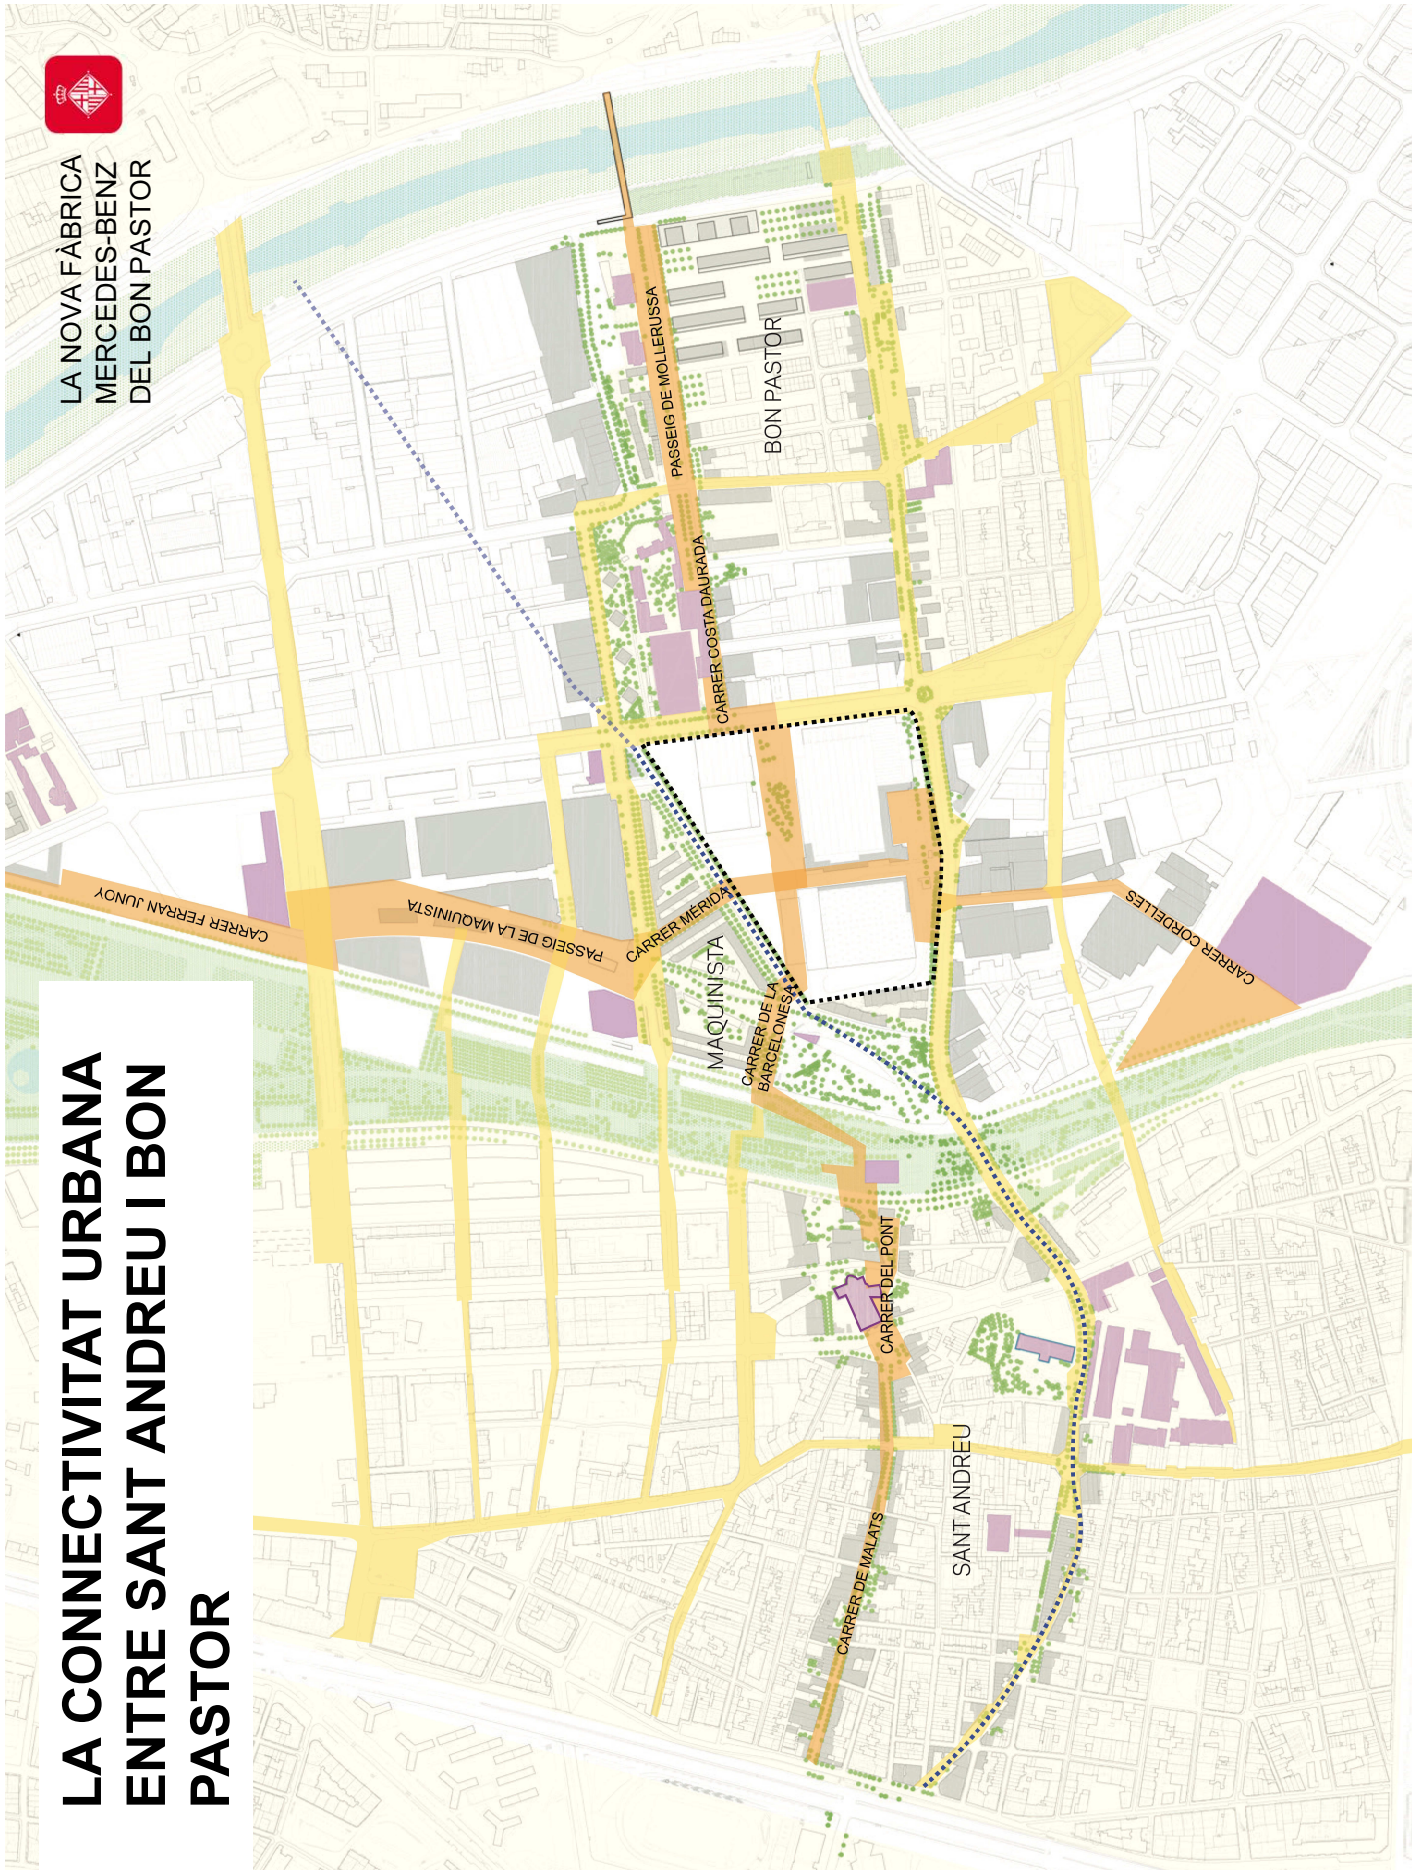 LA CONNECTIVITAT URBANA
ENTRE SANT ANDREU I BON
PASTOR
LA NOVA FÀBRICA
MERCEDES-BENZ
DEL BON PASTOR
CARRER FERRAN JUNOY
PASSEIG DE LA MAQUINISTA
PASSEIG
CARRER MÉRIDA
MAQUINISTA
CARRER DE LA
BARCELONESA
PASSEIG DE MOLLERUSSA
CARRER COSTA DAURADA
BON PASTOR
CARRER DEL PONT
CARRER DE MALATS
SANT ANDREU
CARRER CORDELLES